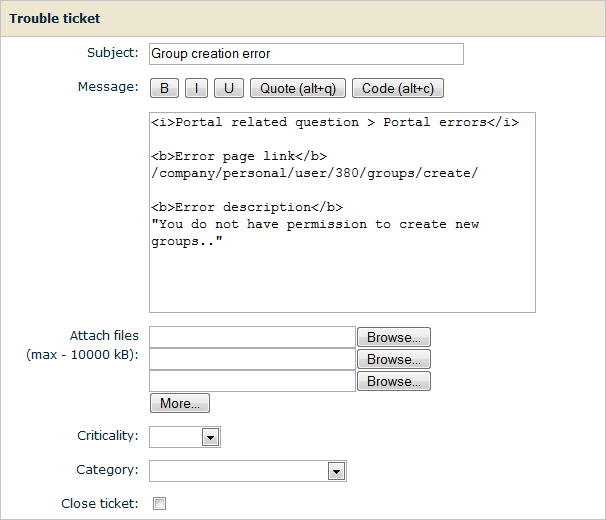 Trouble ticket
Subject: Group creation error
Message: B I U Quote (alt+q) Code (alt+c)
<i>Portal related question > Portal errors</i>
<b>Error page link</b>
/company/personal/user/380/groups/create/
<b>Error description</b>
"You do not have permission to create new
groups.."
Attach files Browse...
(max - 10000 kB): Browse...
Browse...
More...
Criticality:
Category:
Close ticket: